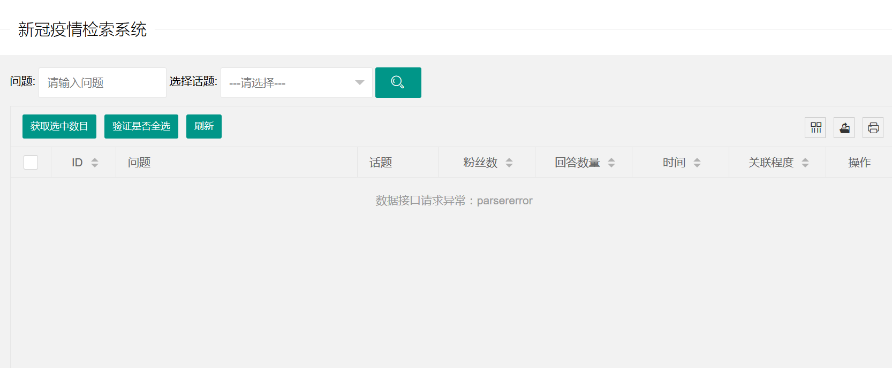 新冠疫情检索系统
问题: 请输入问题 选择话题: ---请选择---
获取选中数目 验证是否全选 刷新
ID 问题 话题 粉丝数 回答数量 时间 关联程度 操作
数据接口请求异常：parsererror